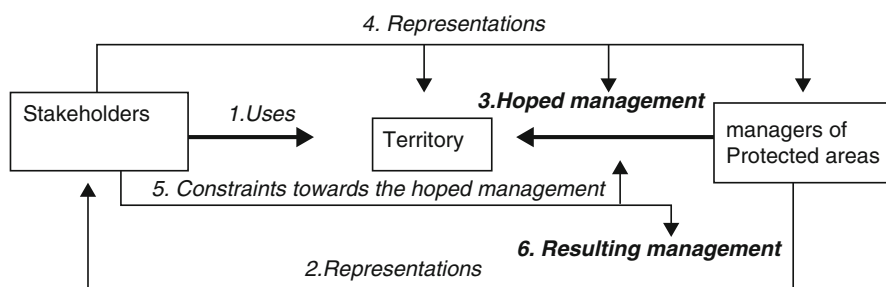 4. Representations
Stakeholders
1.Uses
Territory
3.Hoped management
managers of
Protected areas
5. Constraints towards the hoped management
6. Resulting management
2.Representations